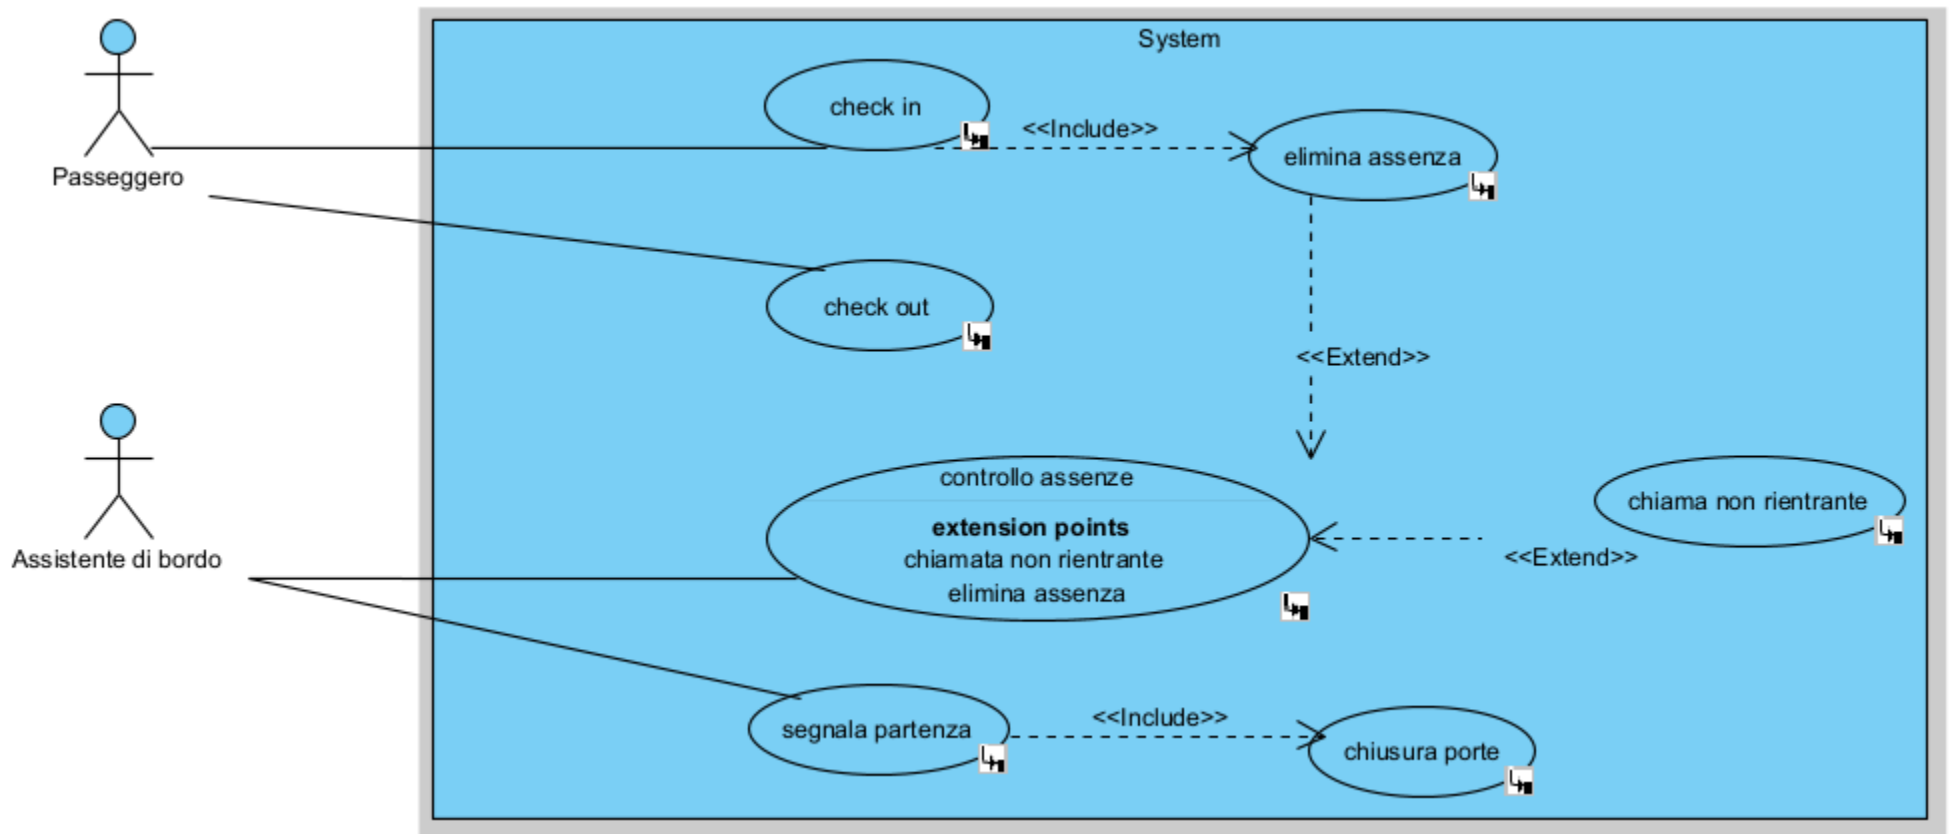 System
check in
<<Include>>
elimina assenza
Passeggero
check out
<<Extend>>
controllo assenze
extension points
chiamata non rientrante
elimina assenza
chiama non rientrante
<<Extend>>
Assistente di bordo
segnala partenza
<<Include>>
chiusura porte